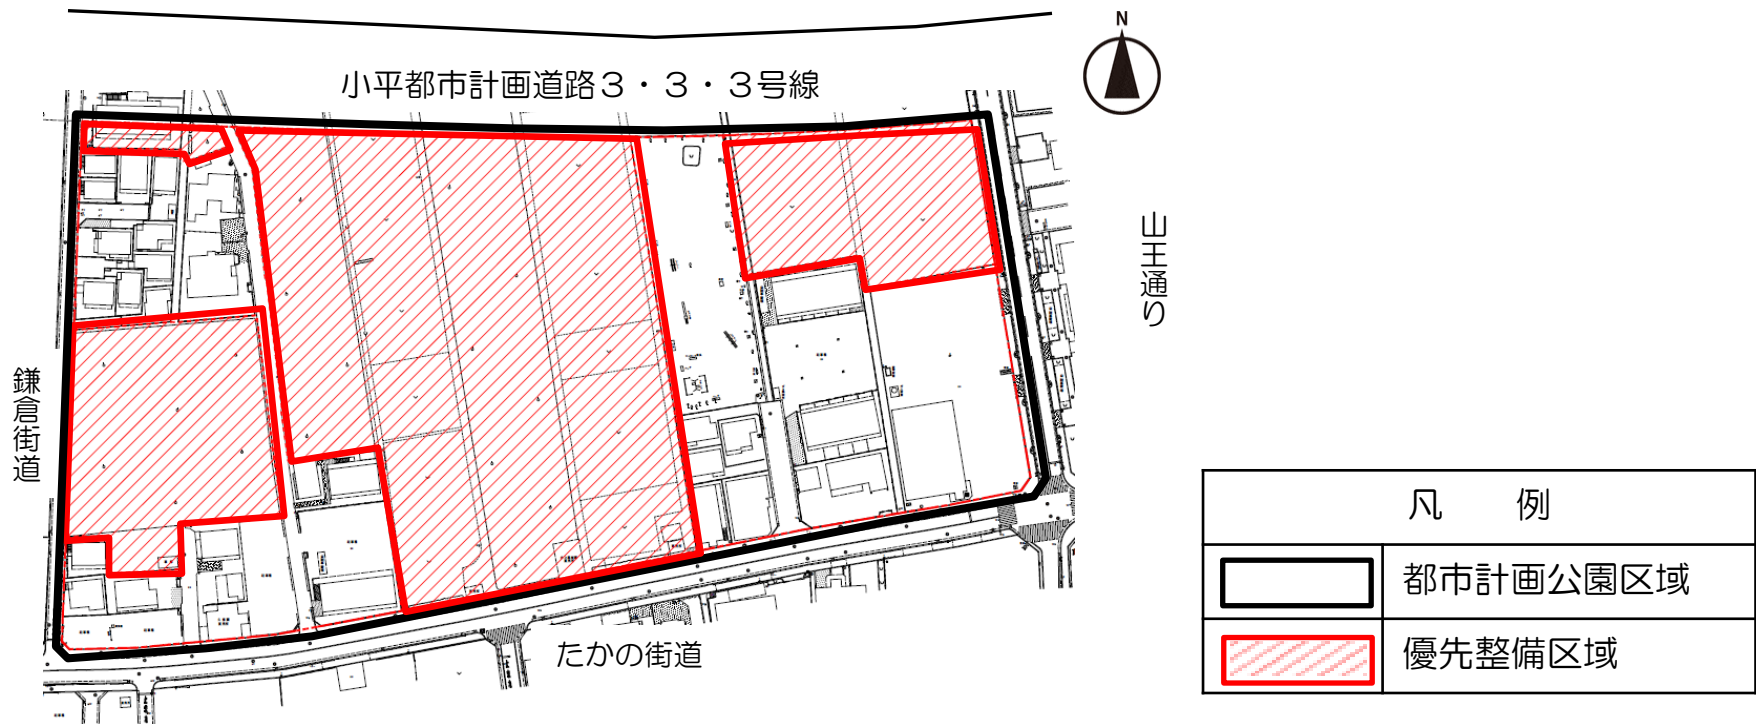 N
小平都市計画道路3・3・3号線
山王通り
鎌倉街道
たかの街道
凡 例
都市計画公園区域
優先整備区域